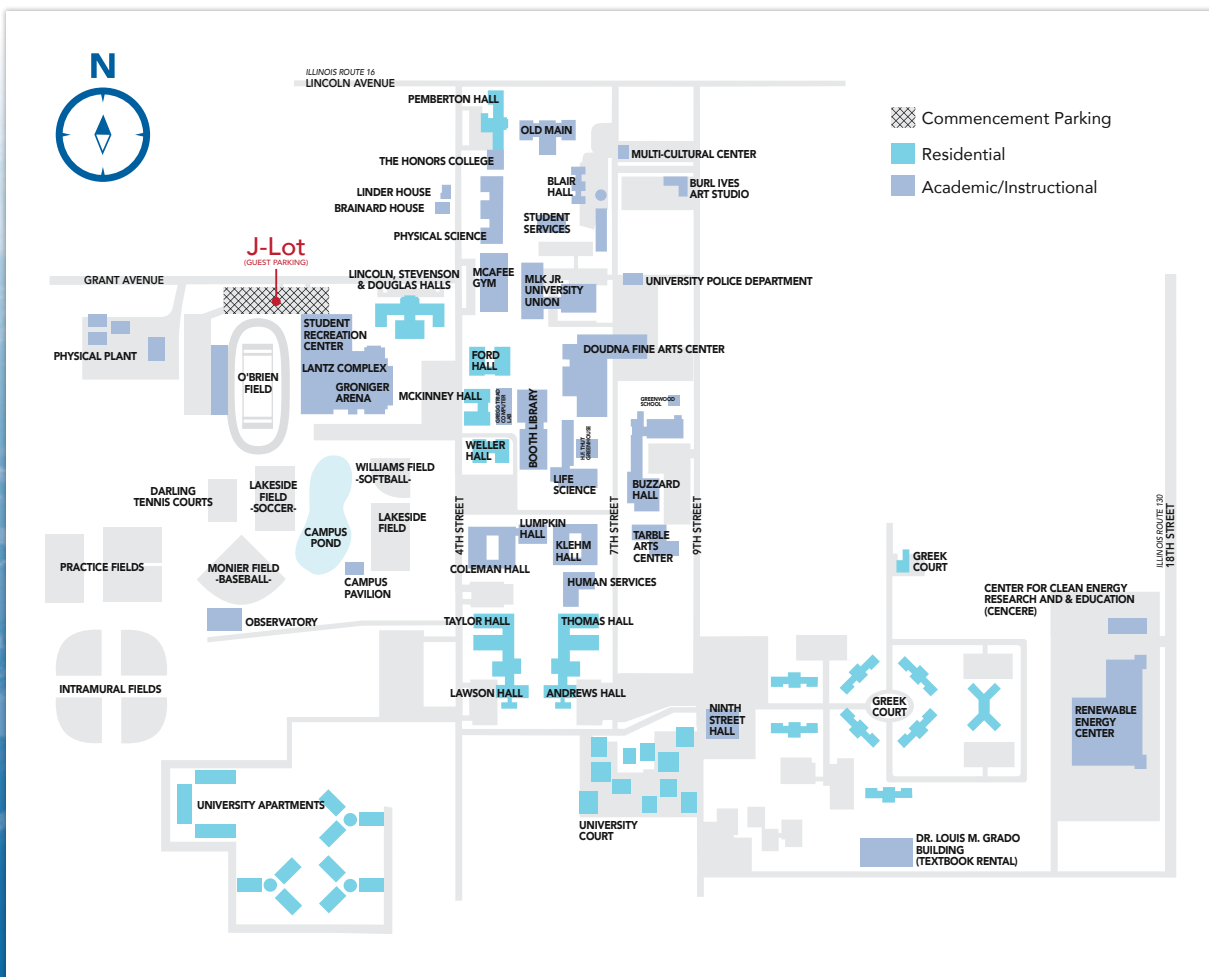 N
ILLINOIS ROUTE 16
LINCOLN AVENUE
PEMBERTON HALL
OLD MAIN
THE HONORS COLLEGE
MULTI-CULTURAL CENTER
Commencement Parking
Residential
Academic/Instructional
LINDER HOUSE
BRAINARD HOUSE
BLAIR
HALL
BURL IVES
ART STUDIO
STUDENT
SERVICES
PHYSICAL SCIENCE
J-Lot
(GUEST PARKING)
GRANT AVENUE
LINCOLN, STEVENSON
& DOUGLAS HALLS
MCAFEE
GYM
MLK JR.
UNIVERSITY
UNION
UNIVERSITY POLICE DEPARTMENT
PHYSICAL PLANT
STUDENT
RECREATION
CENTER
LANTZ COMPLEX
GRONIGER
ARENA
O'BRIEN
FIELD
FORD
HALL
DOUDNA FINE ARTS CENTER
MCKINNEY HALL
GREGG TRIAD
COMPUTER
LAB
BOOTH LIBRARY
GREENWOOD
SCHOOL
H.F. THUT
GREENHOUSE
WELLER
HALL
LIFE
SCIENCE
BUZZARD
HALL
WILLIAMS FIELD
-SOFTBALL-
DARLING
TENNIS COURTS
LAKESIDE
FIELD
-SOCCER-
CAMPUS
POND
LAKESIDE
FIELD
4TH STREET
7TH STREET
9TH STREET
ILLINOIS ROUTE 130
18TH STREET
LUMPKIN
HALL
KLEHM
HALL
TARBLE
ARTS
CENTER
COLEMAN HALL
HUMAN SERVICES
PRACTICE FIELDS
MONIER FIELD
-BASEBALL-
CAMPUS
PAVILION
GREEK
COURT
CENTER FOR CLEAN ENERGY
RESEARCH AND & EDUCATION
(CENCERE)
OBSERVATORY
TAYLOR HALL
THOMAS HALL
INTRAMURAL FIELDS
LAWSON HALL
ANDREWS HALL
NINTH
STREET
HALL
GREEK
COURT
RENEWABLE
ENERGY
CENTER
UNIVERSITY APARTMENTS
UNIVERSITY
COURT
DR. LOUIS M. GRADO
BUILDING
(TEXTBOOK RENTAL)